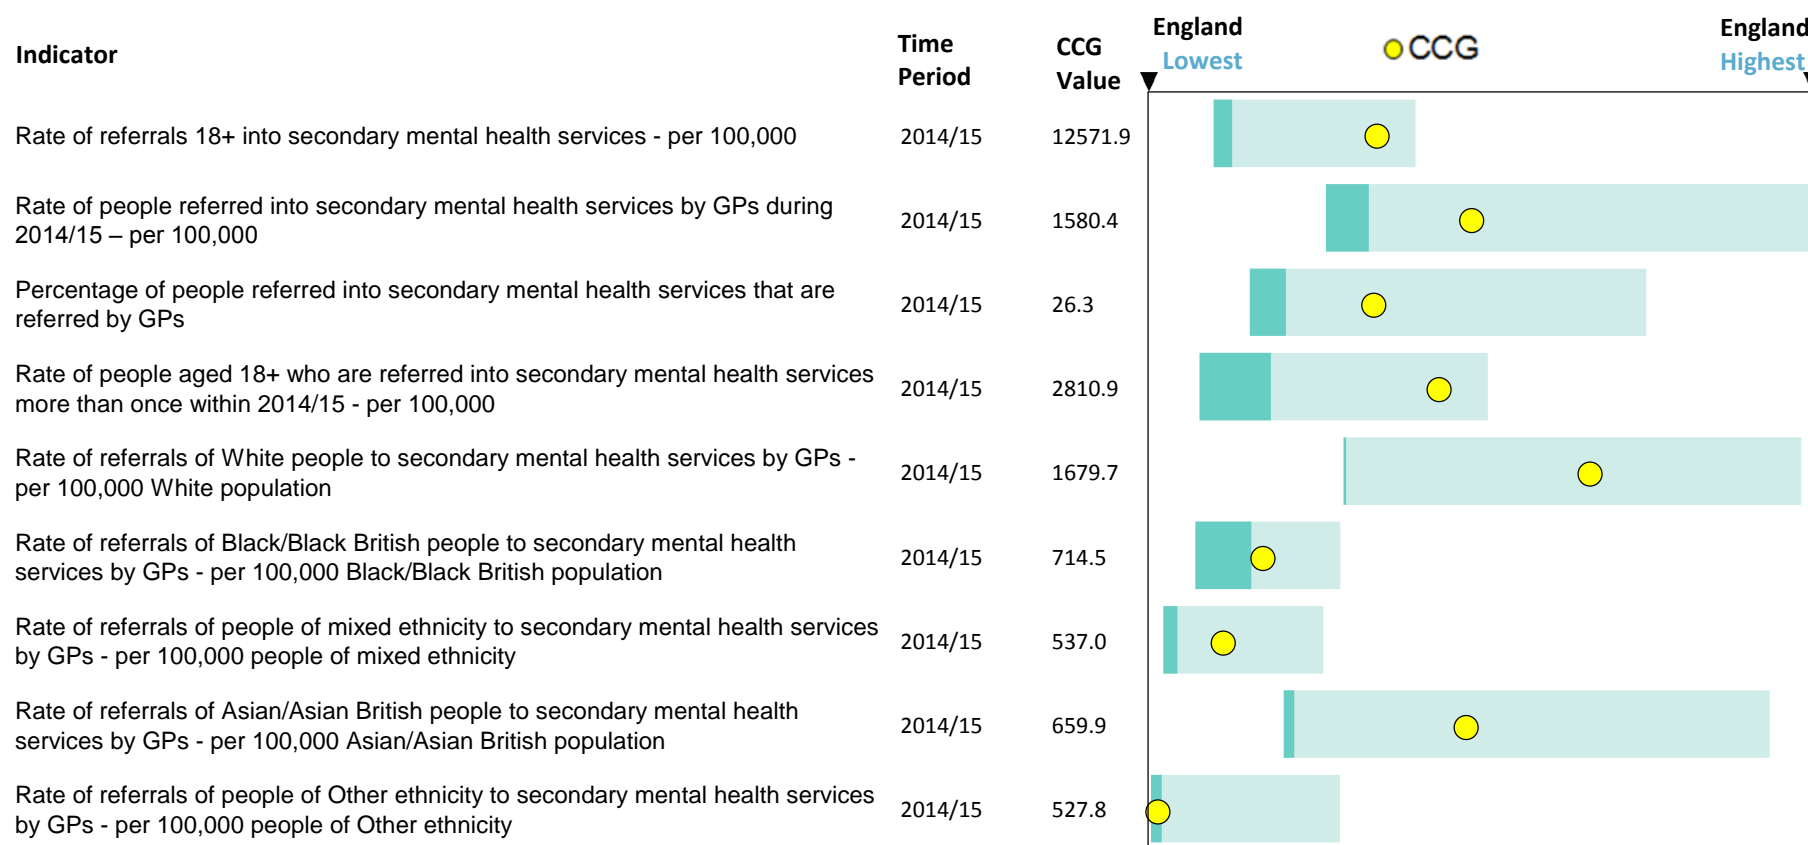 Indicator
Time
Period
CCG
Value
England
Lowest
CCG
England
Highest
Rate of referrals 18+ into secondary mental health services - per 100,000
2014/15
12571.9
Rate of people referred into secondary mental health services by GPs during
2014/15 – per 100,000
2014/15
1580.4
Percentage of people referred into secondary mental health services that are
referred by GPs
2014/15
26.3
Rate of people aged 18+ who are referred into secondary mental health services
more than once within 2014/15 - per 100,000
2014/15
2810.9
Rate of referrals of White people to secondary mental health services by GPs -
per 100,000 White population
2014/15
1679.7
Rate of referrals of Black/Black British people to secondary mental health
services by GPs - per 100,000 Black/Black British population
2014/15
714.5
Rate of referrals of people of mixed ethnicity to secondary mental health services
by GPs - per 100,000 people of mixed ethnicity
2014/15
537.0
Rate of referrals of Asian/Asian British people to secondary mental health
services by GPs - per 100,000 Asian/Asian British population
2014/15
659.9
Rate of referrals of people of Other ethnicity to secondary mental health services
by GPs - per 100,000 people of Other ethnicity
2014/15
527.8